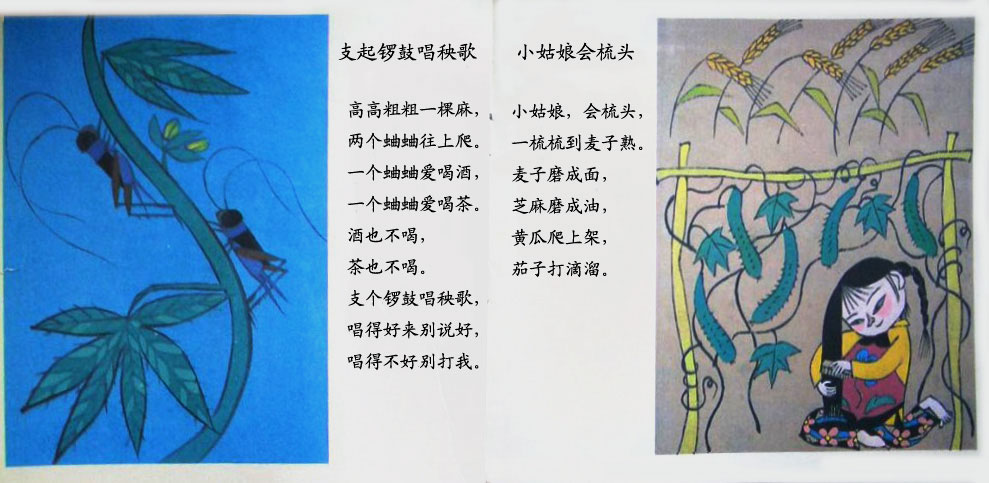 支起锣鼓唱秧歌
高高粗粗一棵麻，
两个蛐蛐往上爬。
一个蛐蛐爱喝酒，
一个蛐蛐爱喝茶。
酒也不喝，
茶也不喝。
支个锣鼓唱秧歌，
唱得好来别说好，
唱得不好别打我。
小姑娘会梳头
小姑娘，会梳头，
一梳梳到麦子熟。
麦子磨成面，
芝麻磨成油，
黄瓜爬上架，
茄子打滴溜。